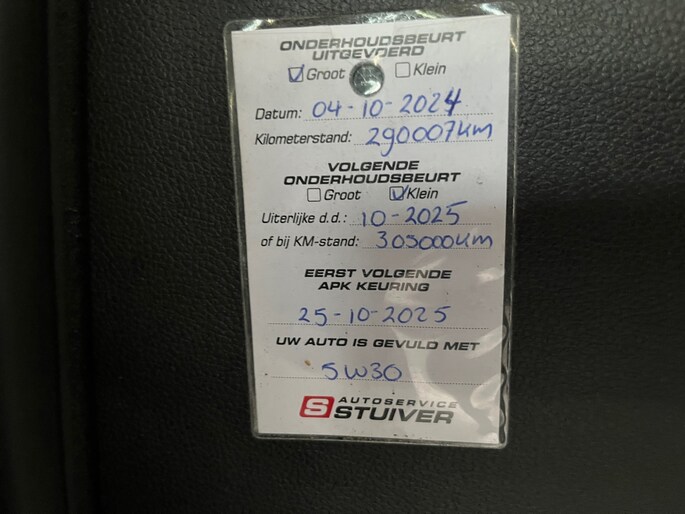 ONDERHOUDSBEURT
UITGEVOERD
Groot Klein
Datum: 04-10-2024
Kilometerstand: 290007km
VOLGENDE
ONDERHOUDSBEURT
Groot Klein
Uiterlijke d.d.: 10-2025
of bij KM-stand: 305000km
EERST VOLGENDE
APK KEURING
25-10-2025
UW AUTO IS GEVULD MET
5W30
S AUTOSERVICE
STUIVER